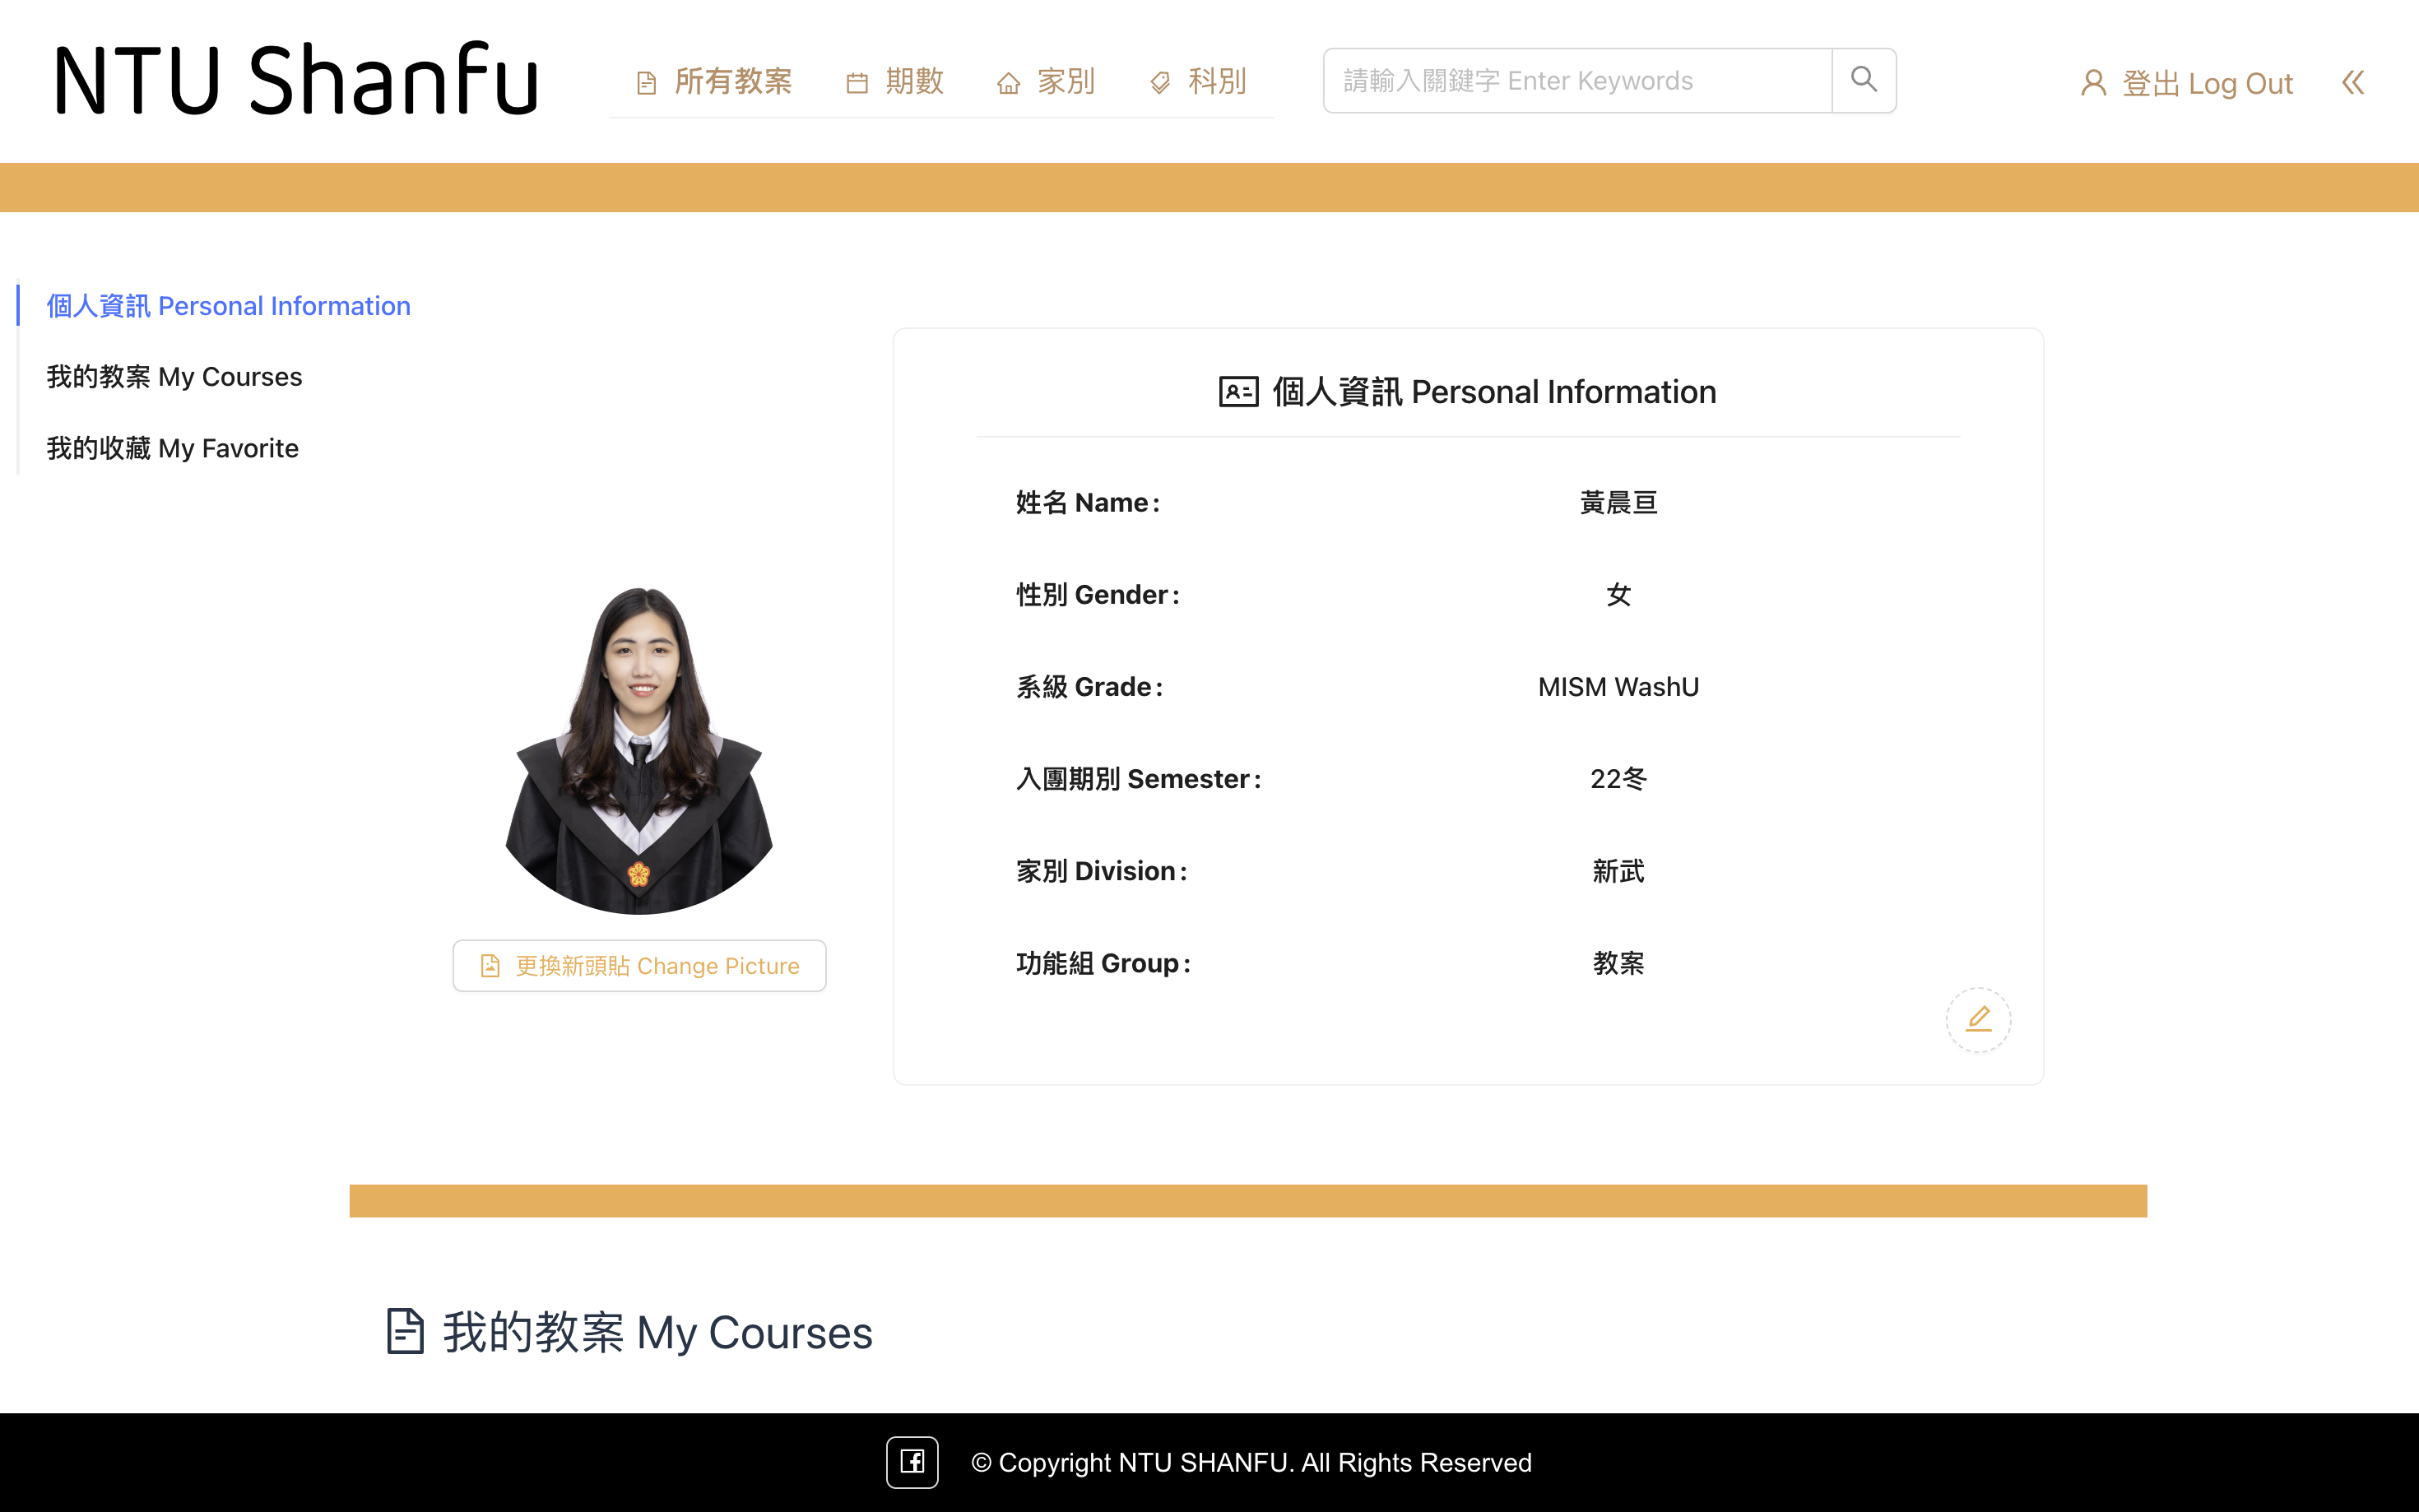 NTU Shanfu
所有教案 期數 家別 科別
請輸入關鍵字 Enter Keywords
登出 Log Out
個人資訊 Personal Information
我的教案 My Courses
我的收藏 My Favorite
個人資訊 Personal Information
姓名 Name: 黃晨亘
性別 Gender: 女
系級 Grade: MISM WashU
入團期別 Semester: 22冬
家別 Division: 新武
功能組 Group: 教案
更換新頭貼 Change Picture
我的教案 My Courses
© Copyright NTU SHANFU. All Rights Reserved